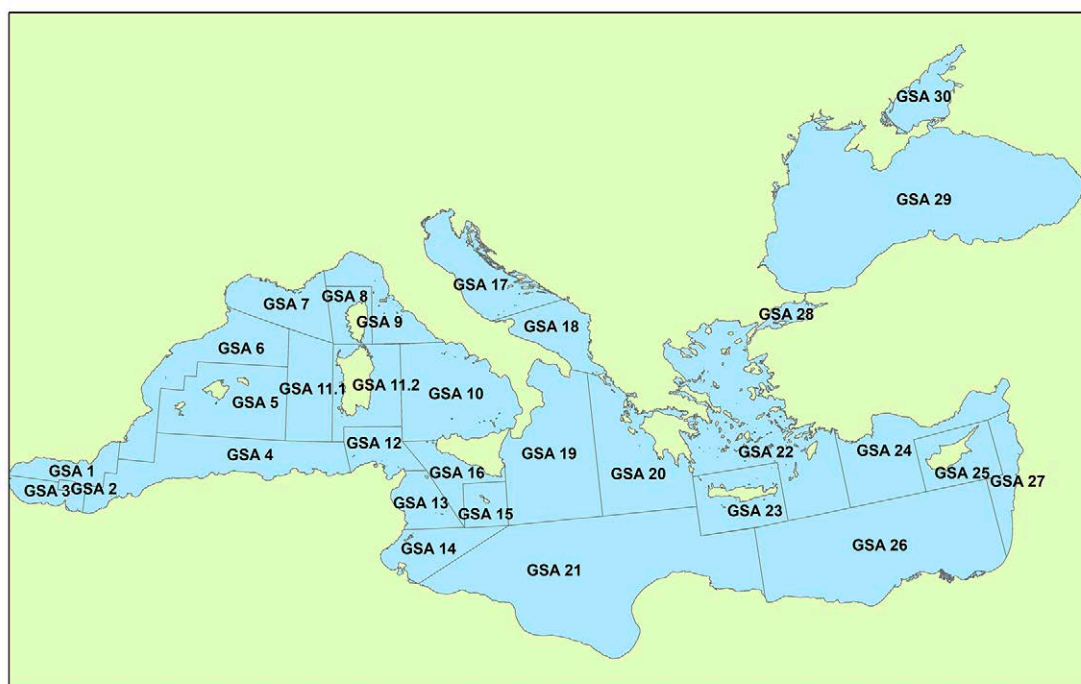 GSA 30
GSA 29
GSA 17
GSA 8
GSA 7
GSA 28
GSA 9
GSA 18
GSA 6
GSA 11.1
GSA 11.2
GSA 10
GSA 5
GSA 12
GSA 22
GSA 24
GSA 4
GSA 19
GSA 1
GSA 16
GSA 20
GSA 25
GSA 27
GSA 3
GSA 2
GSA 13
GSA 15
GSA 23
GSA 14
GSA 26
GSA 21